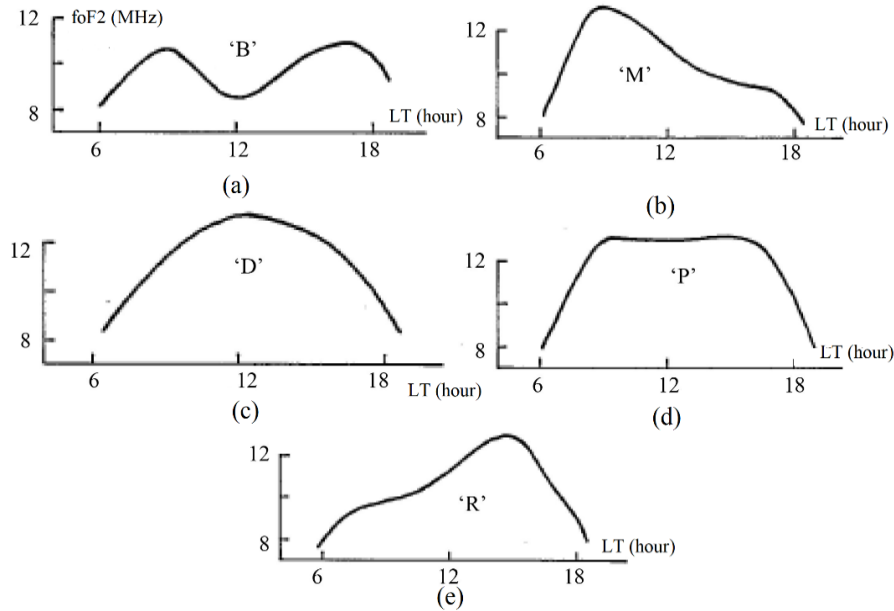 12 foF2 (MHz)
‘B’
8
LT (hour)
6 12 18
(a)
12
‘M’
8
LT (hour)
6 12 18
(b)
12
‘D’
8
6 12 18
LT (hour)
(c)
12
‘P’
8
LT (hour)
6 12 18
(d)
12
‘R’
8
LT (hour)
6 12 18
(e)